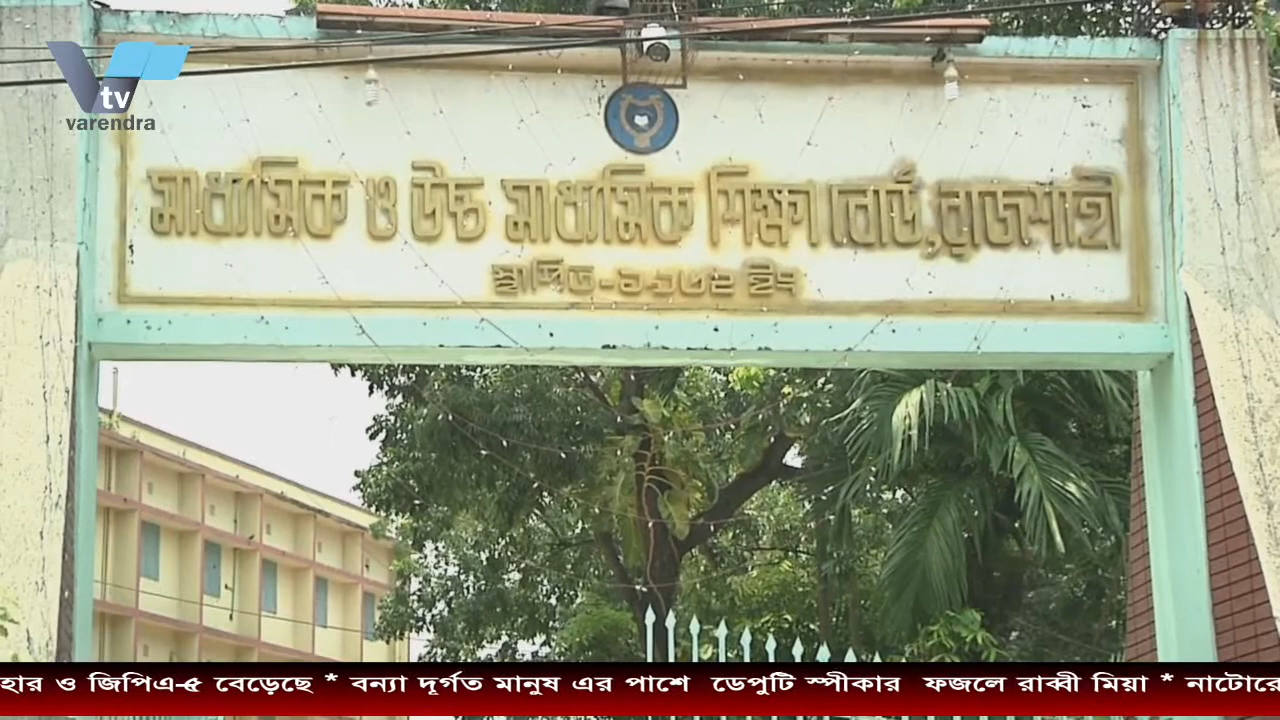 tv
varendra
মাধ্যমিক ও উচ্চ মাধ্যমিক শিক্ষা বোর্ড,রাজশাহী
স্থাপিত-১৯৬২ ইং
হার ও জিপিএ-৫ বেড়েছে * বন্যা দূর্গত মানুষ এর পাশে ডেপুটি স্পীকার ফজলে রাব্বী মিয়া * নাটোরে